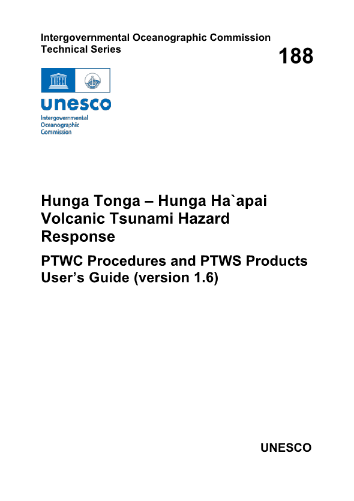 Intergovernmental Oceanographic Commission
Technical Series
188
unesco
Intergovernmental
Oceanographic
Commission
Hunga Tonga – Hunga Ha`apai
Volcanic Tsunami Hazard
Response
PTWC Procedures and PTWS Products
User’s Guide (version 1.6)
UNESCO